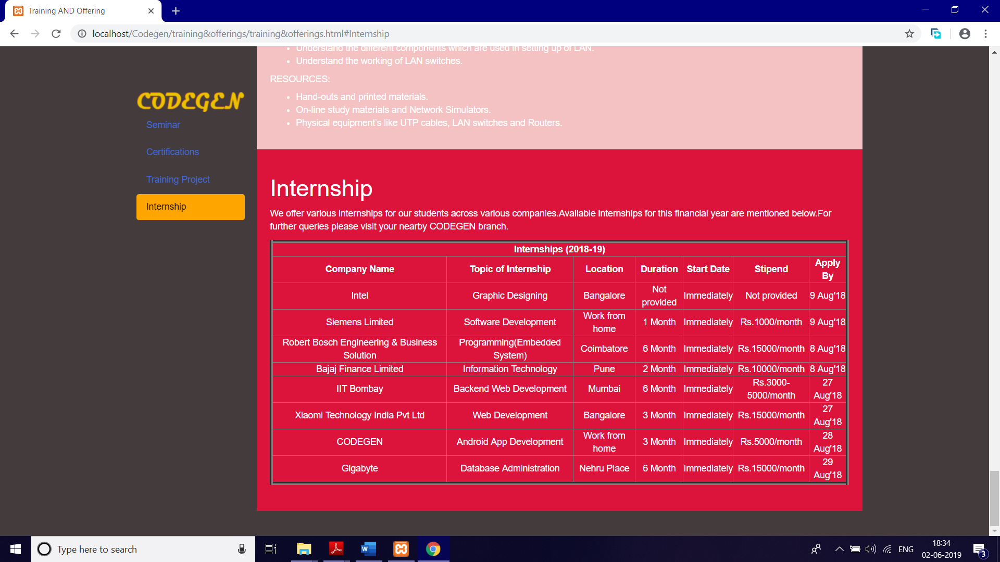 Training AND Offering
localhost/Codegen/training&offerings/training&offerings.html#Internship
Understand the different components which are used in setting up of LAN.
Understand the working of LAN switches.
RESOURCES:
Hand-outs and printed materials.
On-line study materials and Network Simulators.
Physical equipment's like UTP cables, LAN switches and Routers.
CODEGEN
Seminar
Certifications
Training Project
Internship
Internship
We offer various internships for our students across various companies.Available internships for this financial year are mentioned below.For
further queries please visit your nearby CODEGEN branch.
Internships (2018-19)
Company Name Topic of Internship Location Duration Start Date Stipend Apply By
Intel Graphic Designing Bangalore Not provided Immediately Not provided 9 Aug'18
Siemens Limited Software Development Work from home 1 Month Immediately Rs.1000/month 9 Aug'18
Robert Bosch Engineering & Business Solution Programming(Embedded System) Coimbatore 6 Month Immediately Rs.15000/month 8 Aug'18
Bajaj Finance Limited Information Technology Pune 2 Month Immediately Rs.10000/month 8 Aug'18
IIT Bombay Backend Web Development Mumbai 6 Month Immediately Rs.3000-5000/month 27 Aug'18
Xiaomi Technology India Pvt Ltd Web Development Bangalore 3 Month Immediately Rs.15000/month 27 Aug'18
CODEGEN Android App Development Work from home 3 Month Immediately Rs.5000/month 28 Aug'18
Gigabyte Database Administration Nehru Place 6 Month Immediately Rs.15000/month 29 Aug'18
Type here to search
ENG
18:34
02-06-2019
3